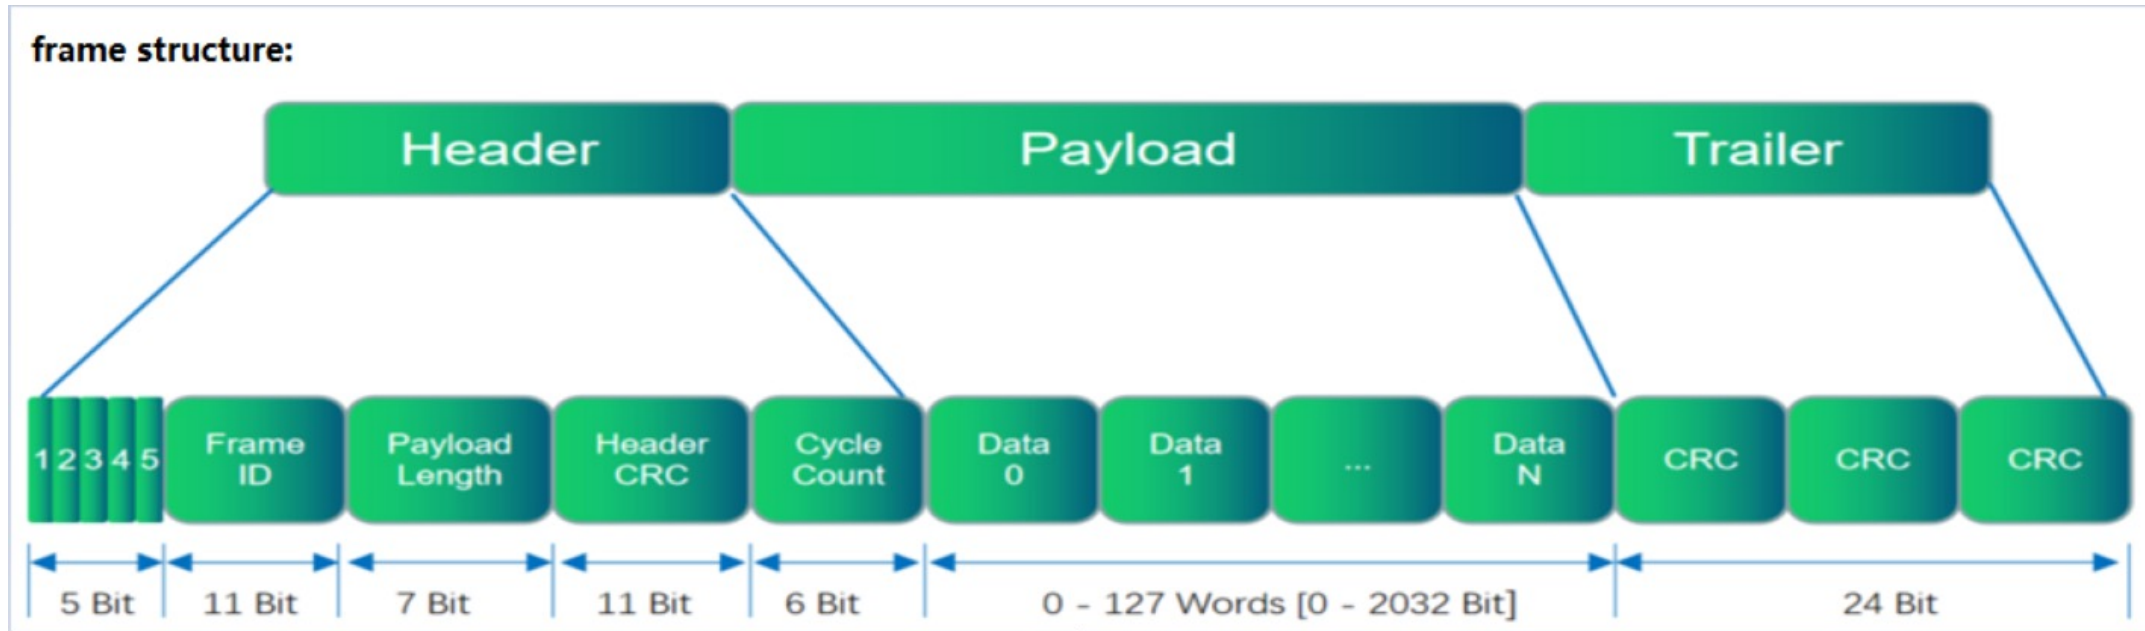 frame structure:
Header
Payload
Trailer
1 2 3 4 5
Frame
ID
Payload
Length
Header
CRC
Cycle
Count
Data
0
Data
1
...
Data
N
CRC
CRC
CRC
5 Bit
11 Bit
7 Bit
11 Bit
6 Bit
0 - 127 Words [0 - 2032 Bit]
24 Bit